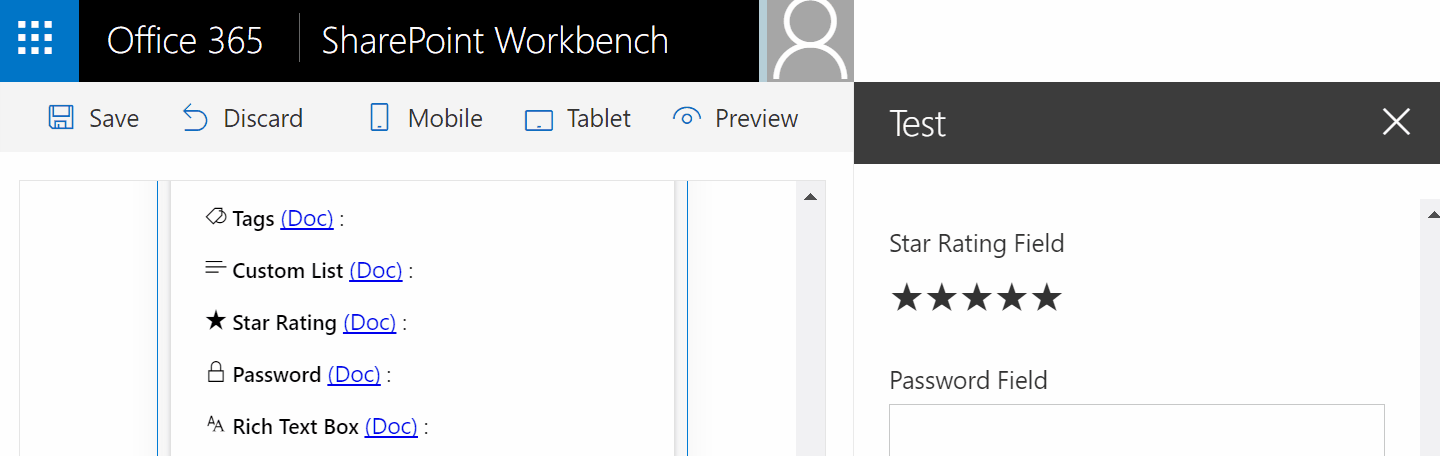 Office 365 SharePoint Workbench
Save Discard Mobile Tablet Preview
Tags (Doc) :
Custom List (Doc) :
Star Rating (Doc) :
Password (Doc) :
Rich Text Box (Doc) :
Test
Star Rating Field
★★★★★
Password Field